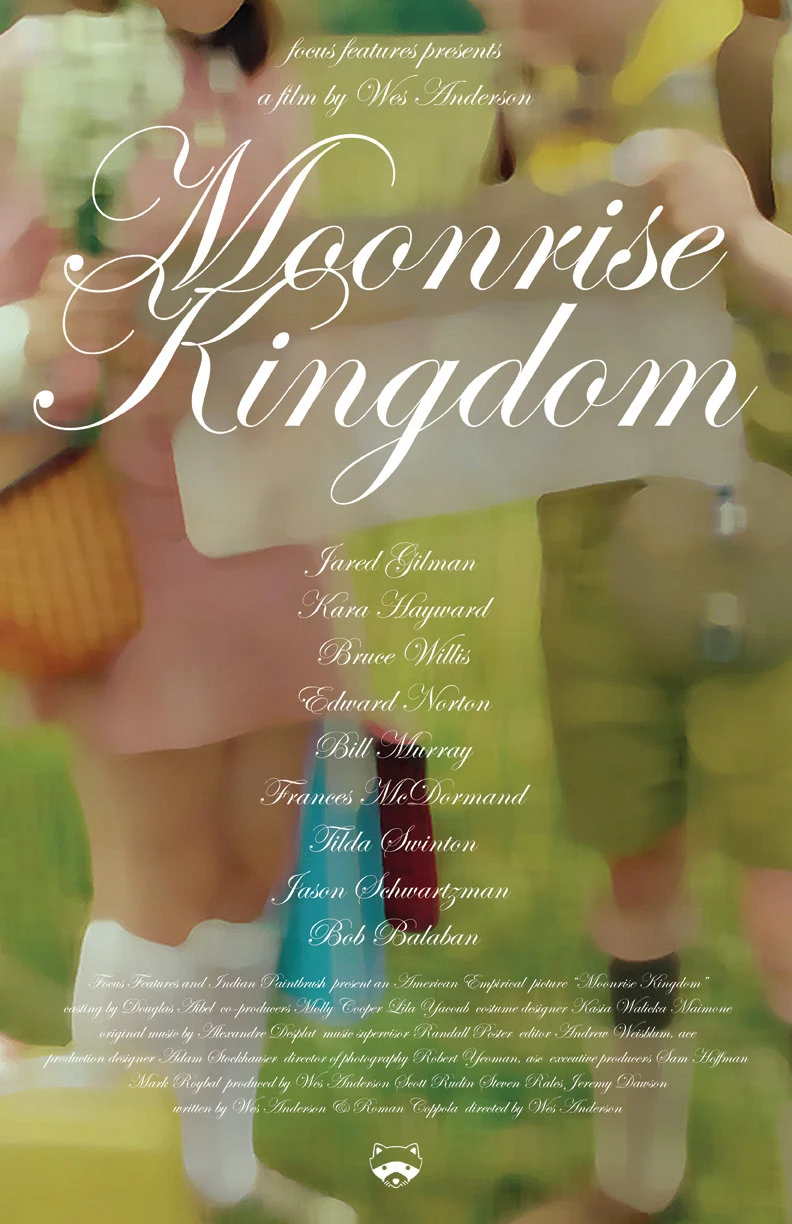 focus features presents
a film by Wes Anderson
Moonrise
Kingdom
Jared Gilman
Kara Hayward
Bruce Willis
Edward Norton
Bill Murray
Frances McDormand
Tilda Swinton
Jason Schwartzman
Bob Balaban
Focus Features and Indian Paintbrush present an American Empirical picture "Moonrise Kingdom"
casting by Douglas Aibel co-producers Molly Cooper Lila Yacoub costume designer Kasia Walicka Maimone
original music by Alexandre Desplat music supervisor Randall Poster editor Andrew Weisblum, ace
production designer Adam Stockhauser director of photography Robert Yeoman, asc executive producers Sam Hoffman
Mark Roybal produced by Wes Anderson Scott Rudin Steven Rales Jeremy Dawson
written by Wes Anderson & Roman Coppola directed by Wes Anderson